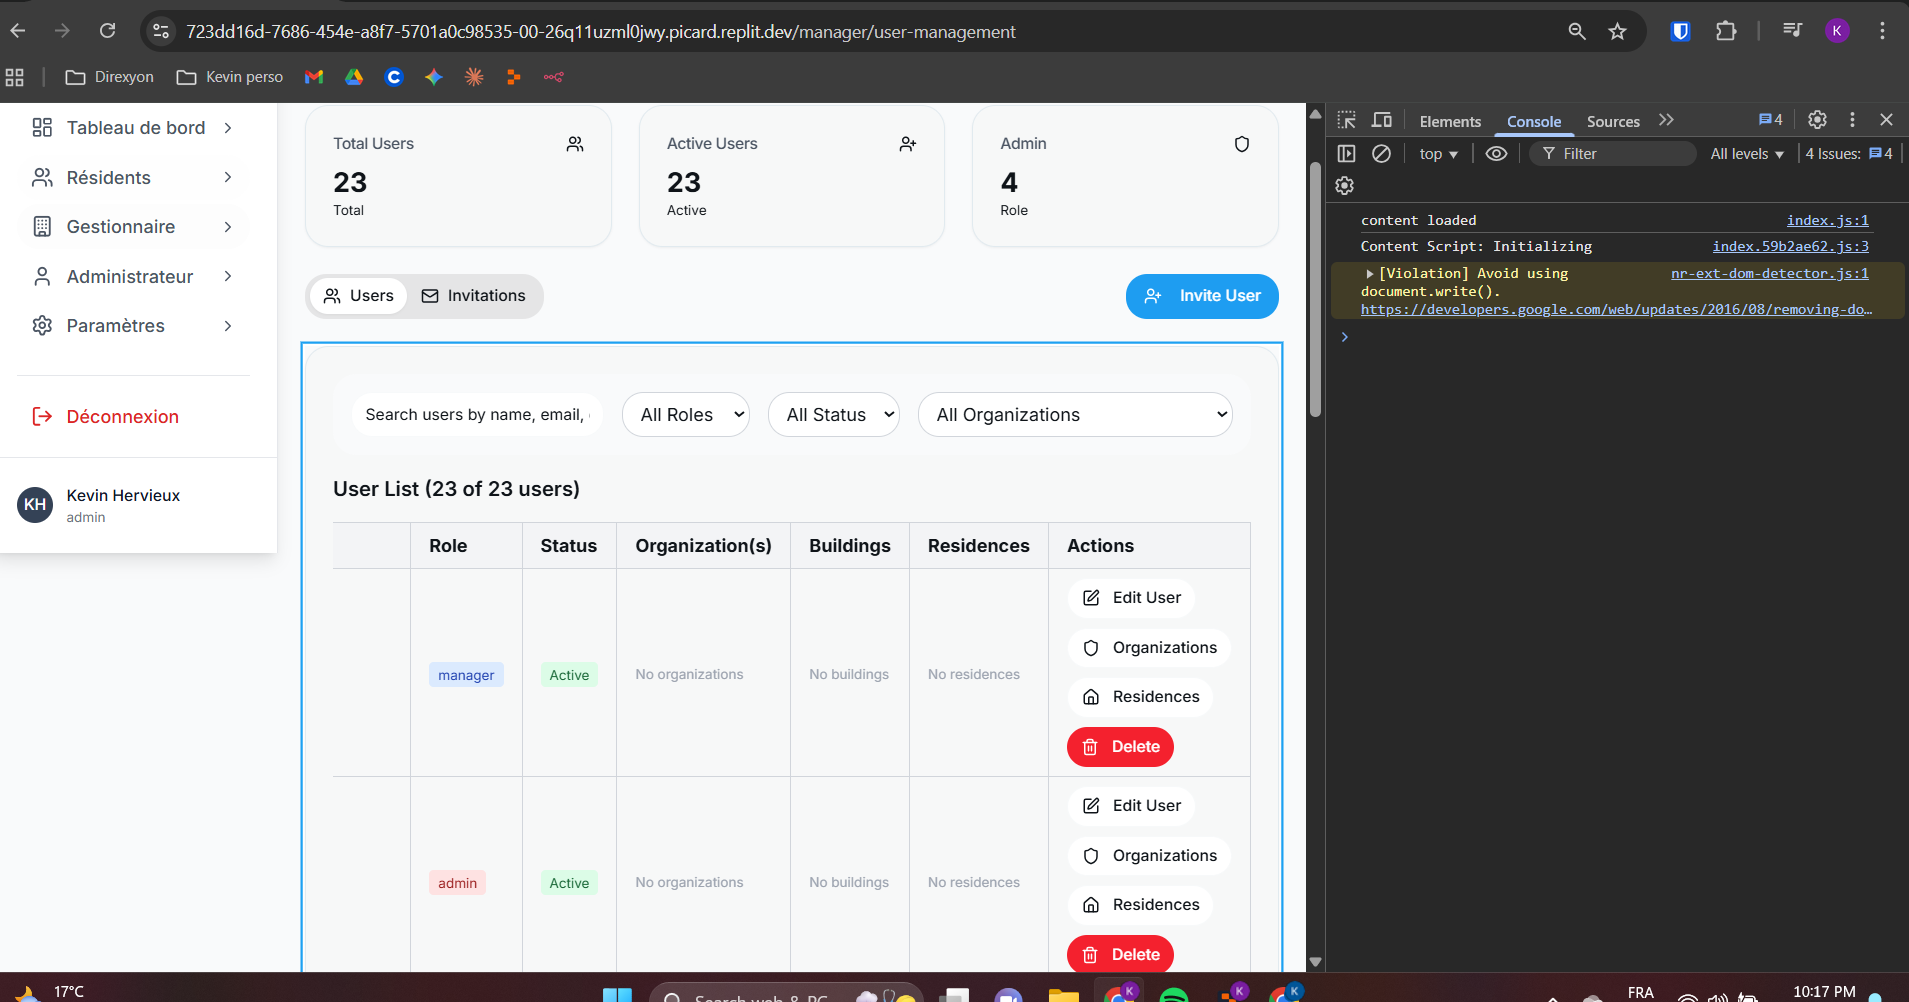 723dd16d-7686-454e-a8f7-5701a0c98535-00-26q11uzml0jwy.picard.replit.dev/manager/user-management
K
Direxyon
Kevin perso
Tableau de bord
Résidents
Gestionnaire
Administrateur
Paramètres
Déconnexion
KH
Kevin Hervieux
admin
Total Users
23
Total
Active Users
23
Active
Admin
4
Role
Users
Invitations
Invite User
Search users by name, email,
All Roles
All Status
All Organizations
User List (23 of 23 users)
Role Status Organization(s) Buildings Residences Actions
manager Active No organizations No buildings No residences
Edit User
Organizations
Residences
Delete
admin Active No organizations No buildings No residences
Edit User
Organizations
Residences
Delete
Elements Console Sources 4
top Filter All levels 4 Issues: 4
content loaded index.js:1
Content Script: Initializing index.59b2ae62.js:3
[Violation] Avoid using nr-ext-dom-detector.js:1
document.write().
https://developers.google.com/web/updates/2016/08/removing-do…
17°C
Search web & PC
K
K
K
FRA
10:17 PM